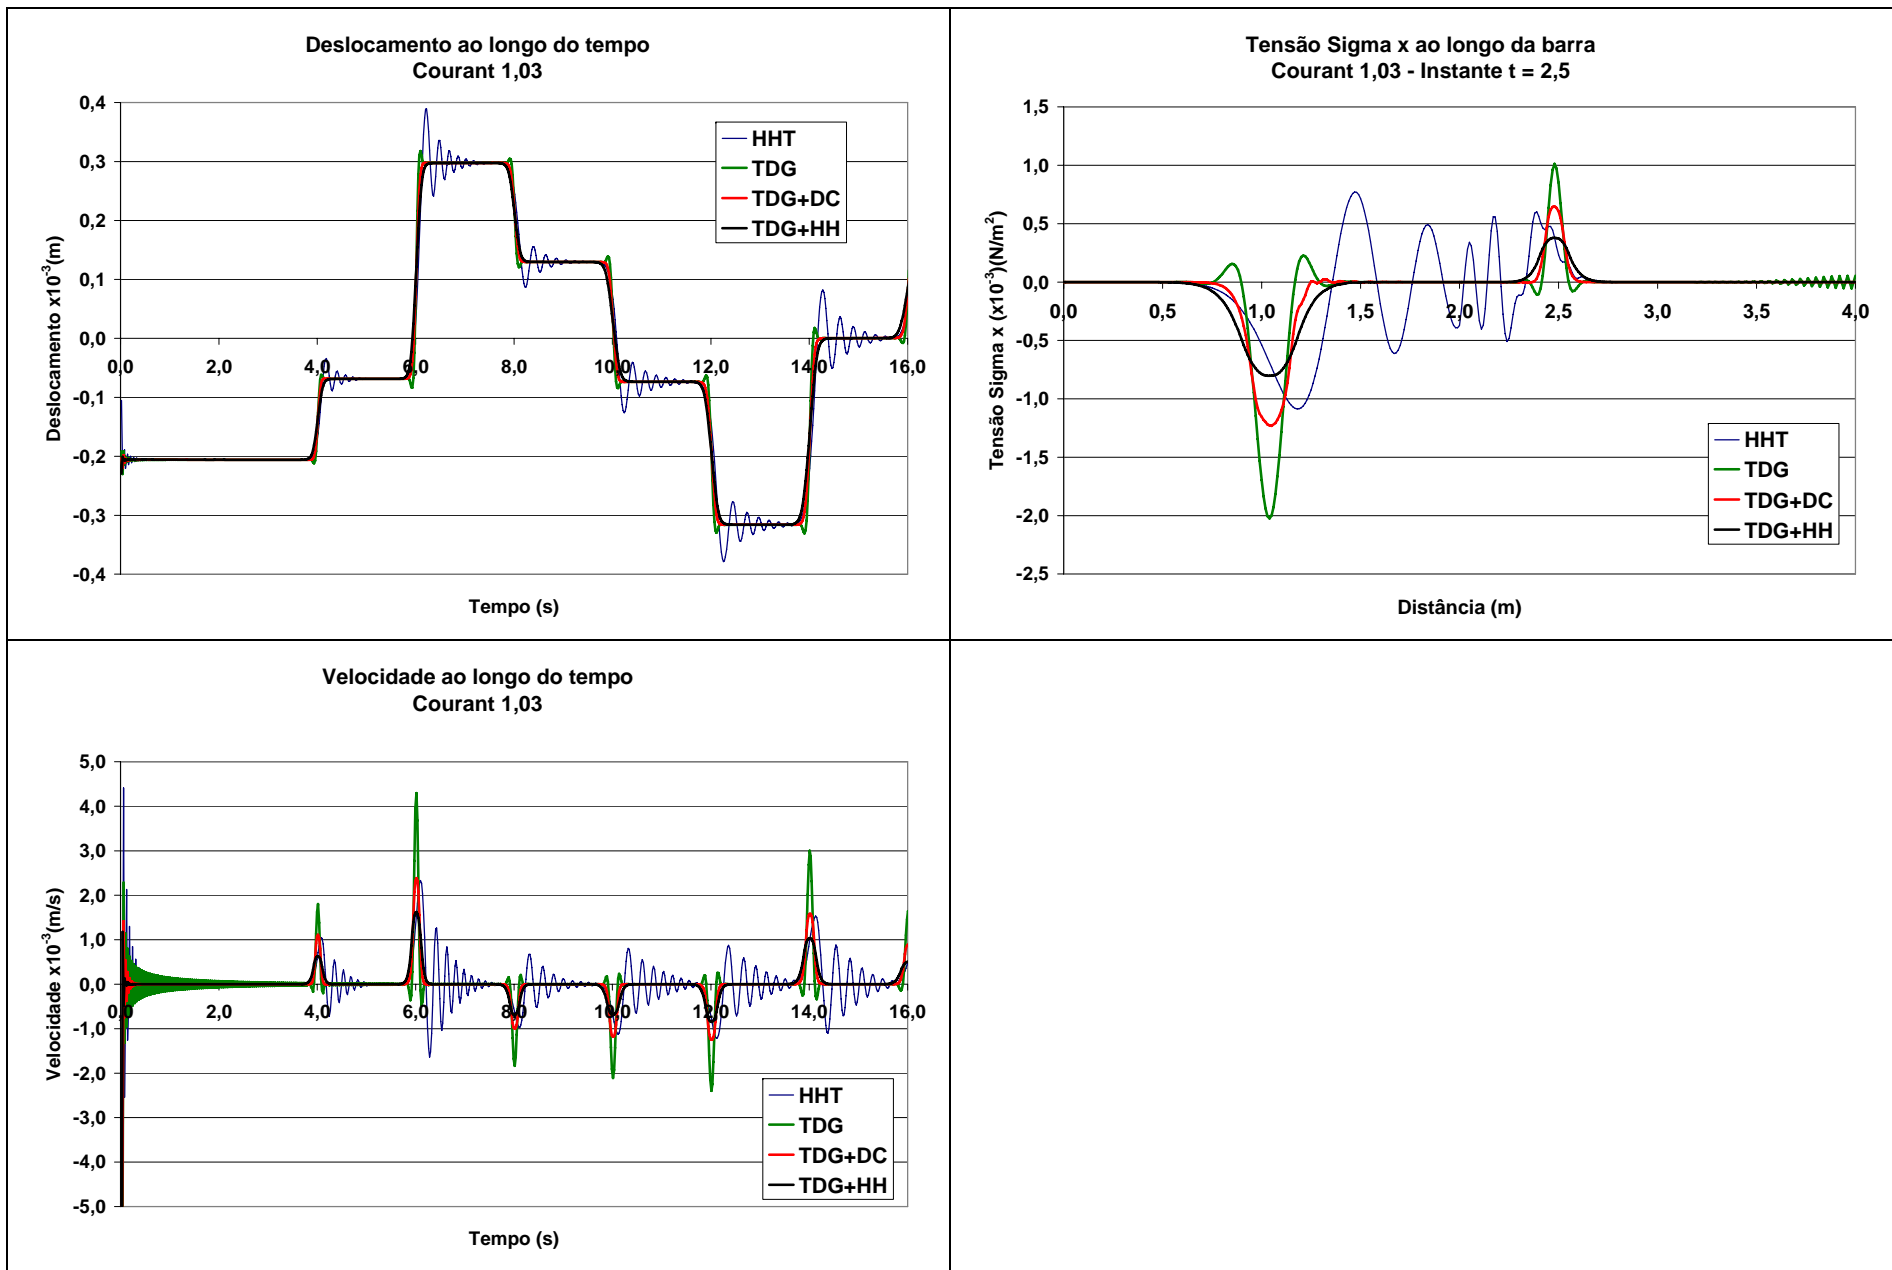 Deslocamento ao longo do tempo
Courant 1,03
0,4
0,3
0,2
0,1
0,0
-0,1
-0,2
-0,3
-0,4
Deslocamento x10-3(m)
0,0 2,0 4,0 6,0 8,0 10,0 12,0 14,0 16,0
Tempo (s)
HHT
TDG
TDG+DC
TDG+HH
Tensão Sigma x ao longo da barra
Courant 1,03 - Instante t = 2,5
1,5
1,0
0,5
0,0
-0,5
-1,0
-1,5
-2,0
-2,5
Tensão Sigma x (x10-3)(N/m2)
0,0 0,5 1,0 1,5 2,0 2,5 3,0 3,5 4,0
Distância (m)
HHT
TDG
TDG+DC
TDG+HH
Velocidade ao longo do tempo
Courant 1,03
5,0
4,0
3,0
2,0
1,0
0,0
-1,0
-2,0
-3,0
-4,0
-5,0
Velocidade x10-3(m/s)
0,0 2,0 4,0 6,0 8,0 10,0 12,0 14,0 16,0
Tempo (s)
HHT
TDG
TDG+DC
TDG+HH